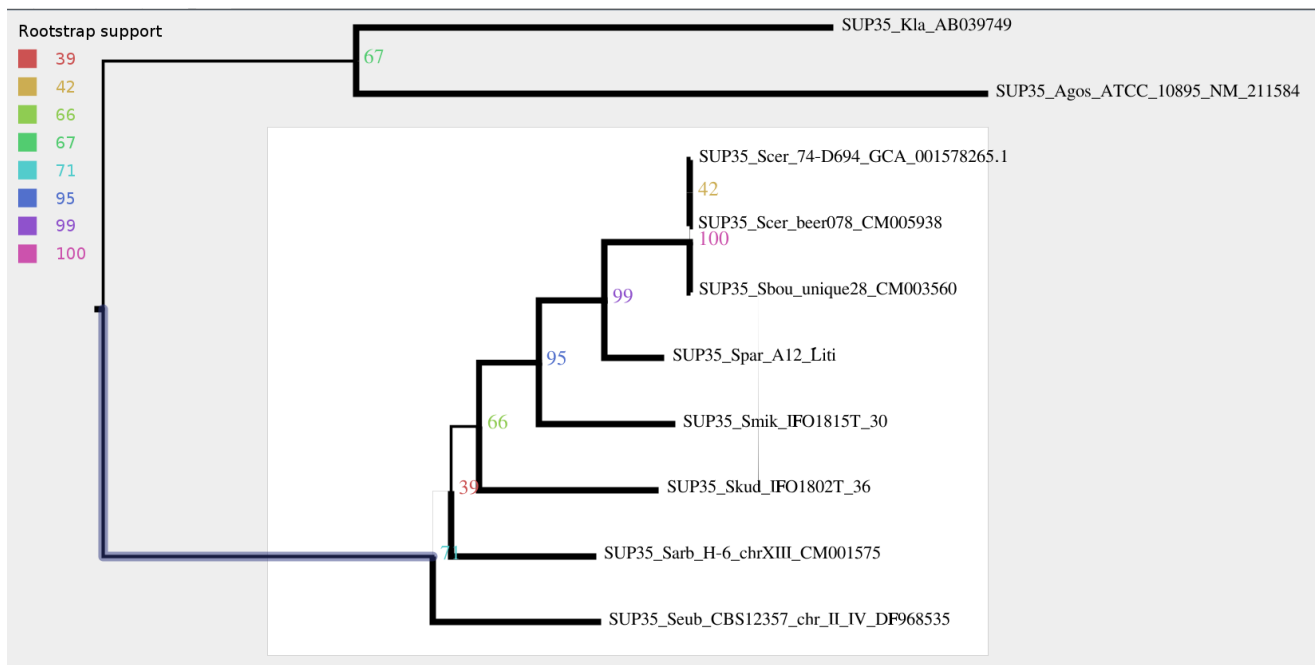 Rootstrap support
39
42
66
67
71
95
99
100
SUP35_Kla_AB039749
67
SUP35_Agos_ATCC_10895_NM_211584
SUP35_Scer_74-D694_GCA_001578265.1
42
SUP35_Scer_beer078_CM005938
100
SUP35_Sbou_unique28_CM003560
99
SUP35_Spar_A12_Liti
95
SUP35_Smik_IFO1815T_30
66
SUP35_Skud_IFO1802T_36
39
SUP35_Sarb_H-6_chrXIII_CM001575
71
SUP35_Seub_CBS12357_chr_II_IV_DF968535